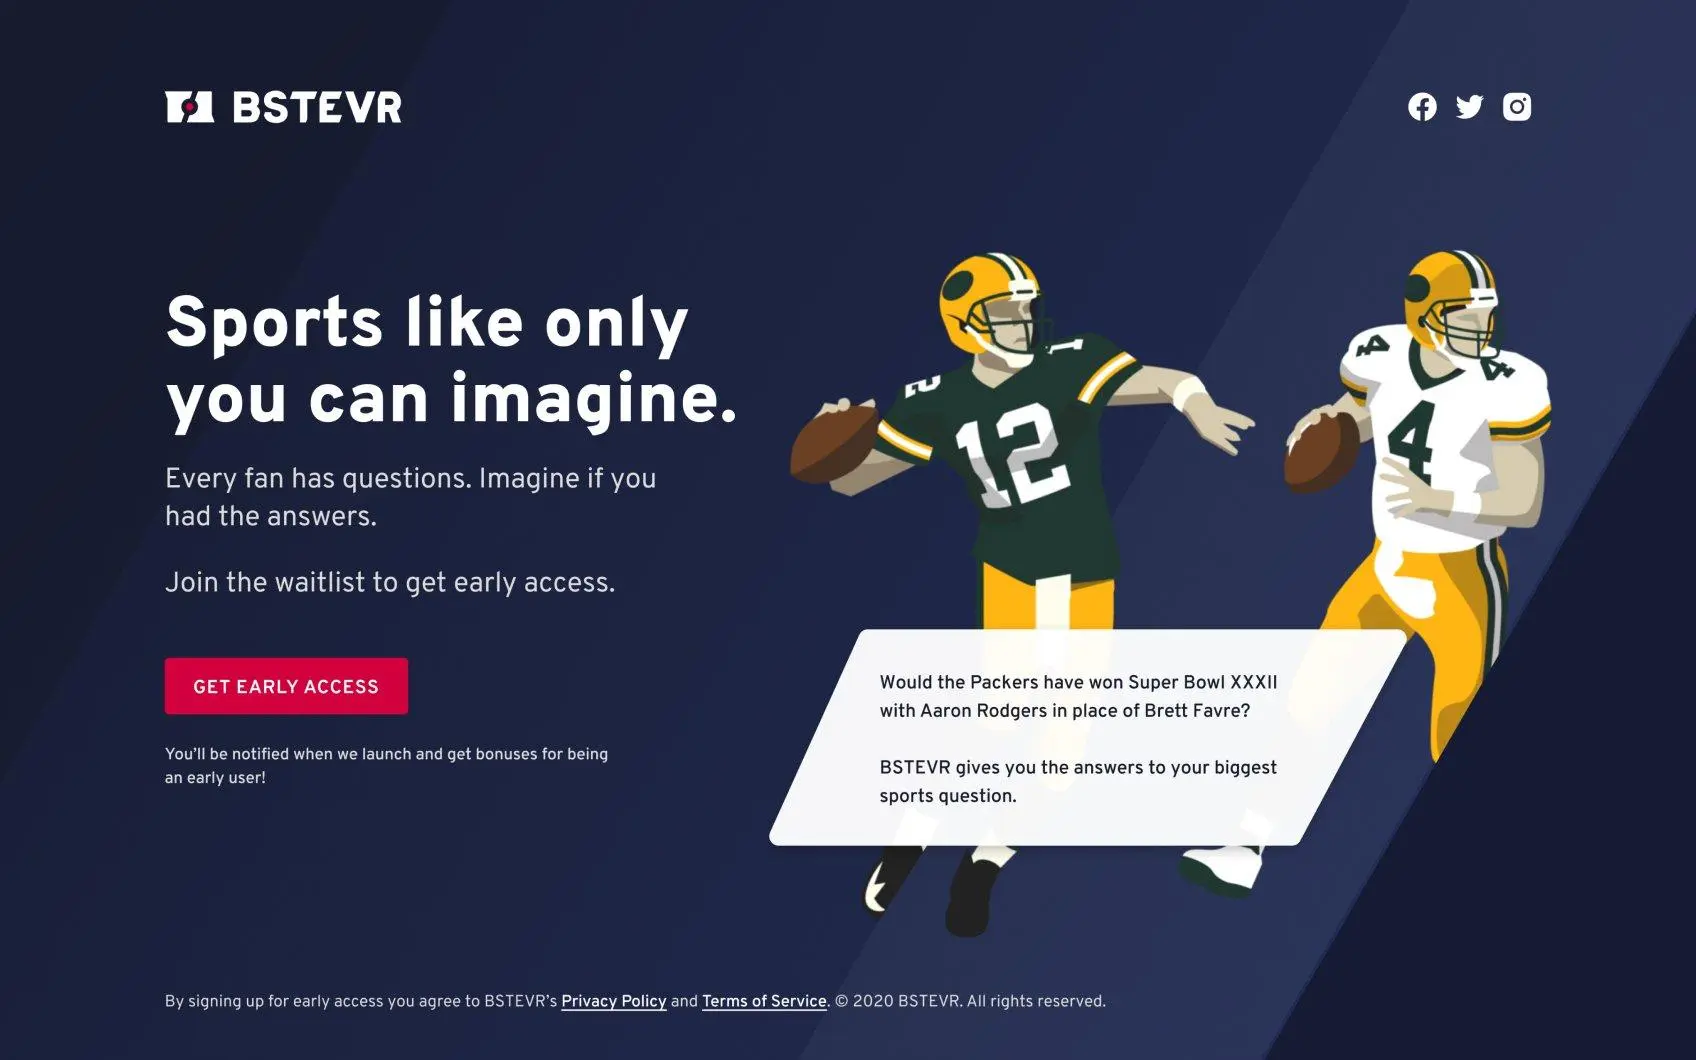 BSTEVR
Sports like only
you can imagine.
Every fan has questions. Imagine if you
had the answers.
Join the waitlist to get early access.
GET EARLY ACCESS
You'll be notified when we launch and get bonuses for being
an early user!
2
1
12
4
4
4
Would the Packers have won Super Bowl XXXII
with Aaron Rodgers in place of Brett Favre?
BSTEVR gives you the answers to your biggest
sports question.
By signing up for early access you agree to BSTEVR's Privacy Policy and Terms of Service. © 2020 BSTEVR. All rights reserved.